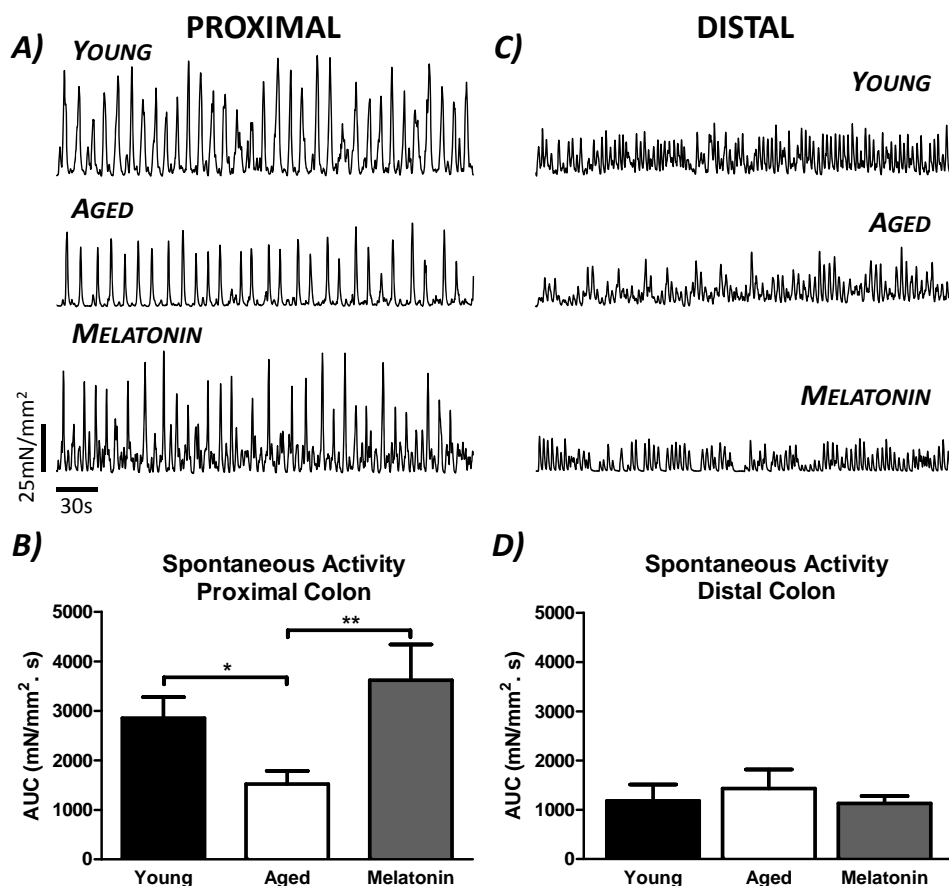 PROXIMAL
A)
YOUNG
AGED
MELATONIN
25mN/mm²
30s
DISTAL
C)
YOUNG
AGED
MELATONIN
B)
Spontaneous Activity
Proximal Colon
AUC (mN/mm². s)
5000
4000
3000
2000
1000
0
*
**
Young Aged Melatonin
D)
Spontaneous Activity
Distal Colon
AUC (mN/mm². s)
5000
4000
3000
2000
1000
0
Young Aged Melatonin